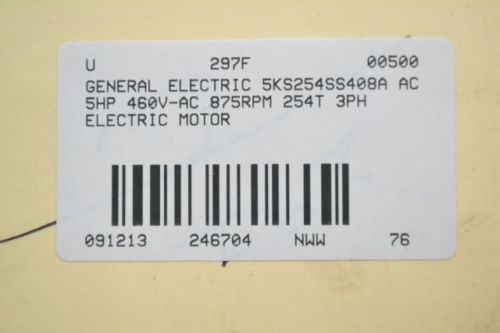 U 297F 00500
GENERAL ELECTRIC 5KS254SS408A AC
5HP 460V-AC 875RPM 254T 3PH
ELECTRIC MOTOR
091213 246704 NWW 76